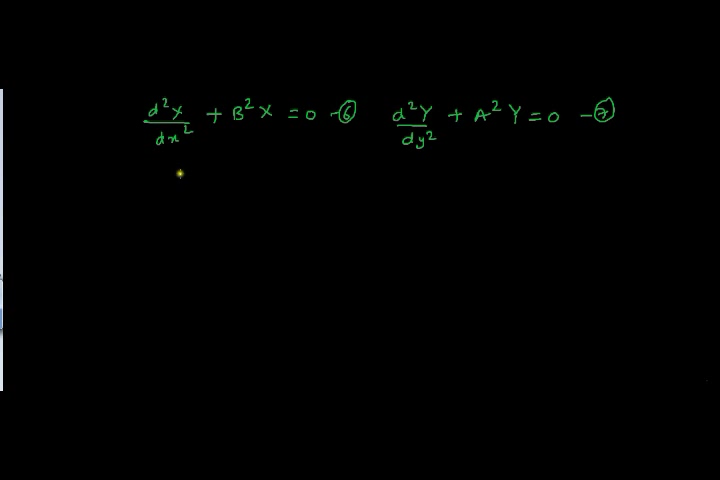 d²X/dx² + B²X = 0 -⑥ d²Y/dy² + A²Y = 0 -⑦